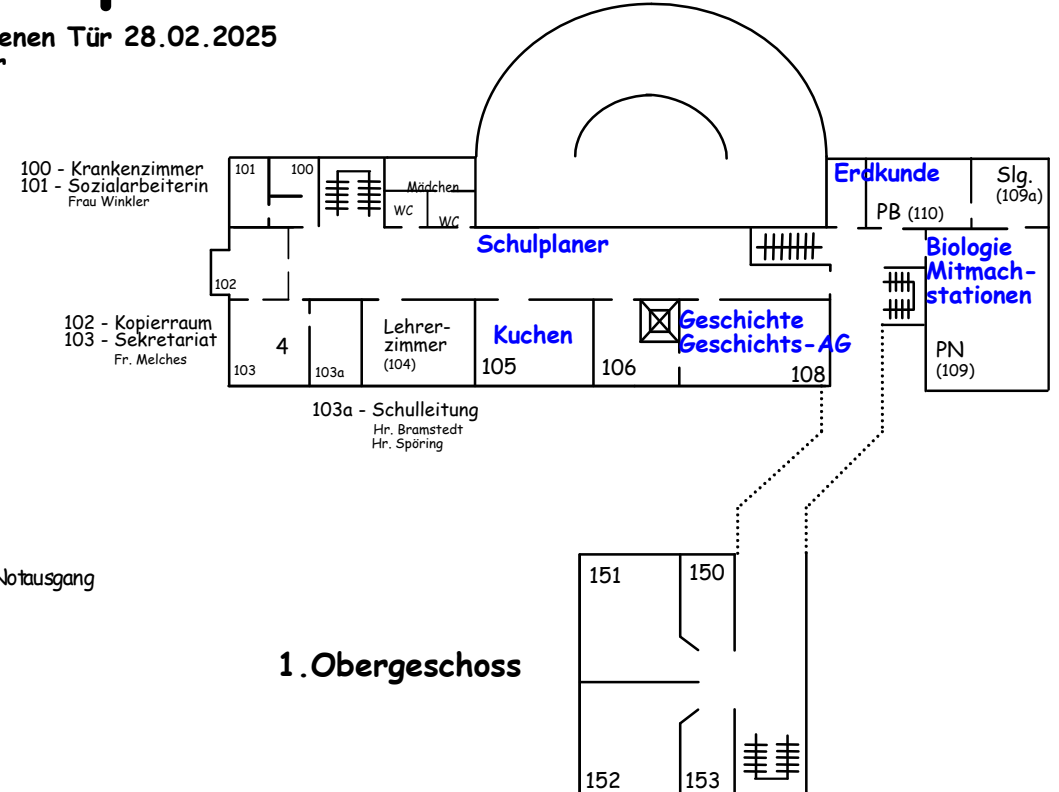 enen Tür 28.02.2025
100 - Krankenzimmer
101 - Sozialarbeiterin
Frau Winkler
101
100
Mädchen
WC
WC
Erdkunde
PB (110)
Slg.
(109a)
Schulplaner
Biologie
Mitmach-
stationen
102
102 - Kopierraum
103 - Sekretariat
Fr. Melches
4
103
103a
Lehrer-
zimmer
(104)
Kuchen
105
106
Geschichte
Geschichts-AG
108
PN
(109)
103a - Schulleitung
Hr. Bramstedt
Hr. Spöring
Notausgang
151
150
1.Obergeschoss
152
153